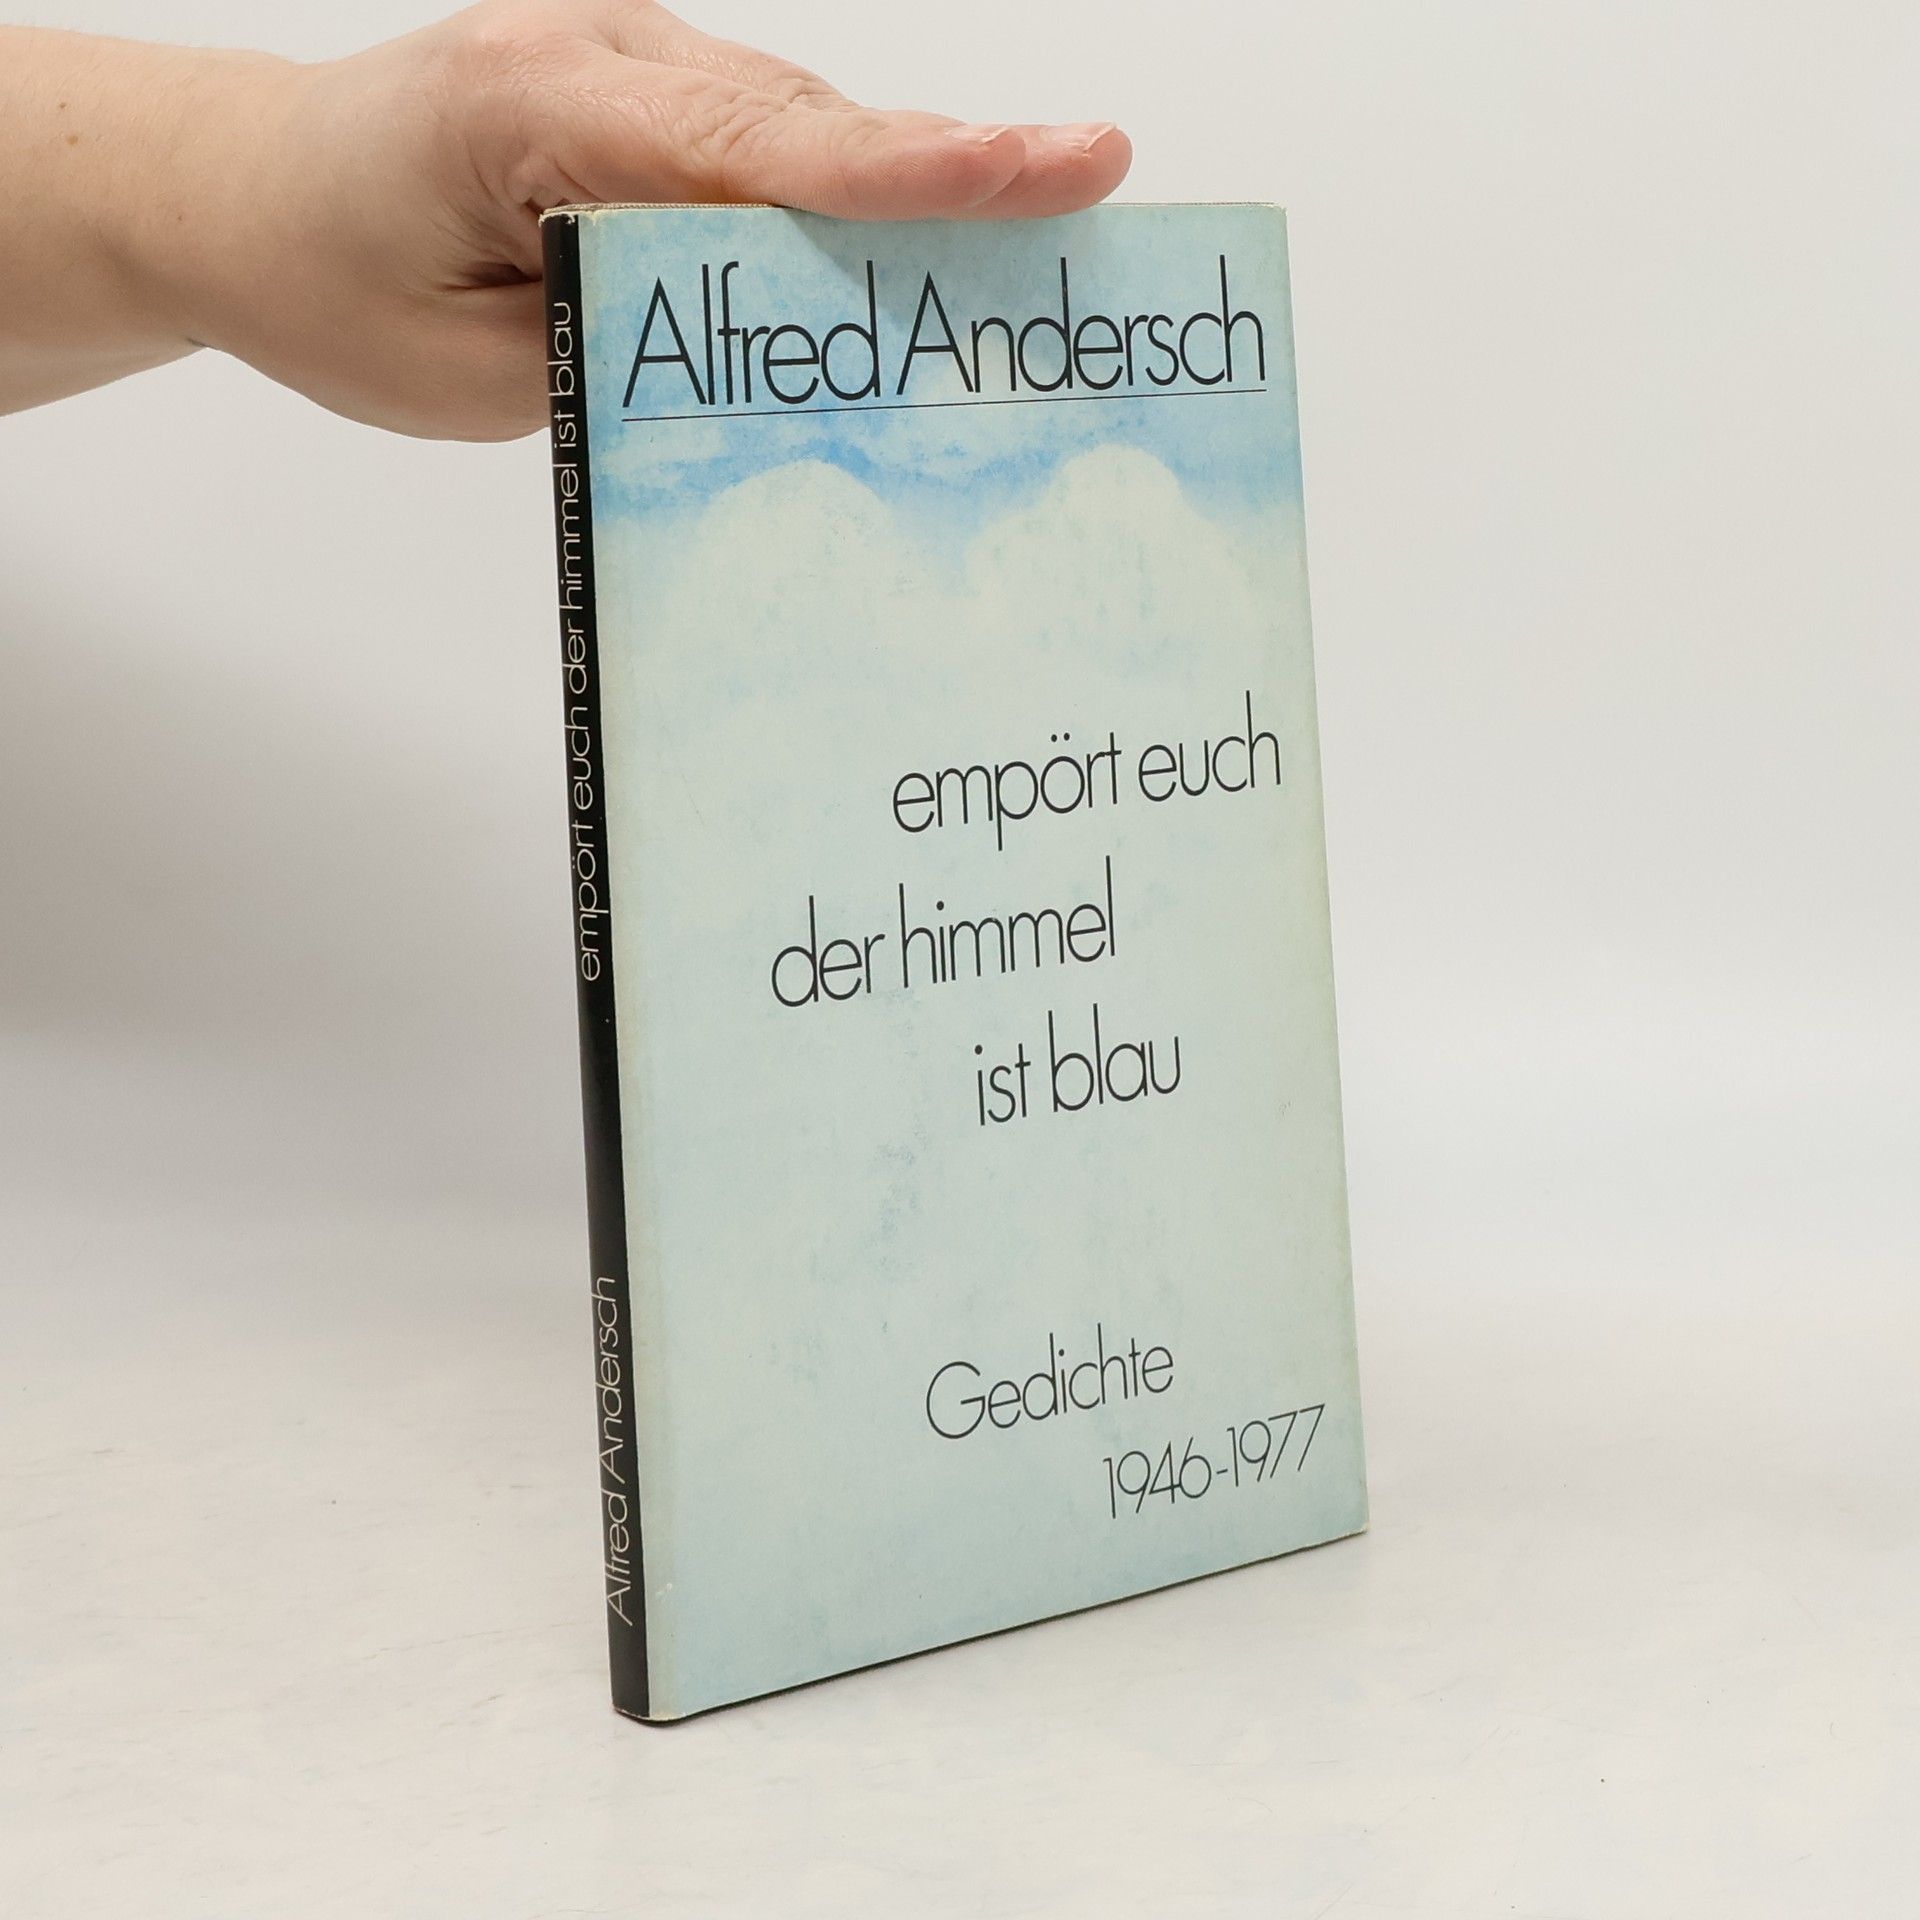 Alfred Andersch
empört euch
der himmel
ist blau
Gedichte
1946-1977
Alfred Andersch empört euch der himmel ist blau